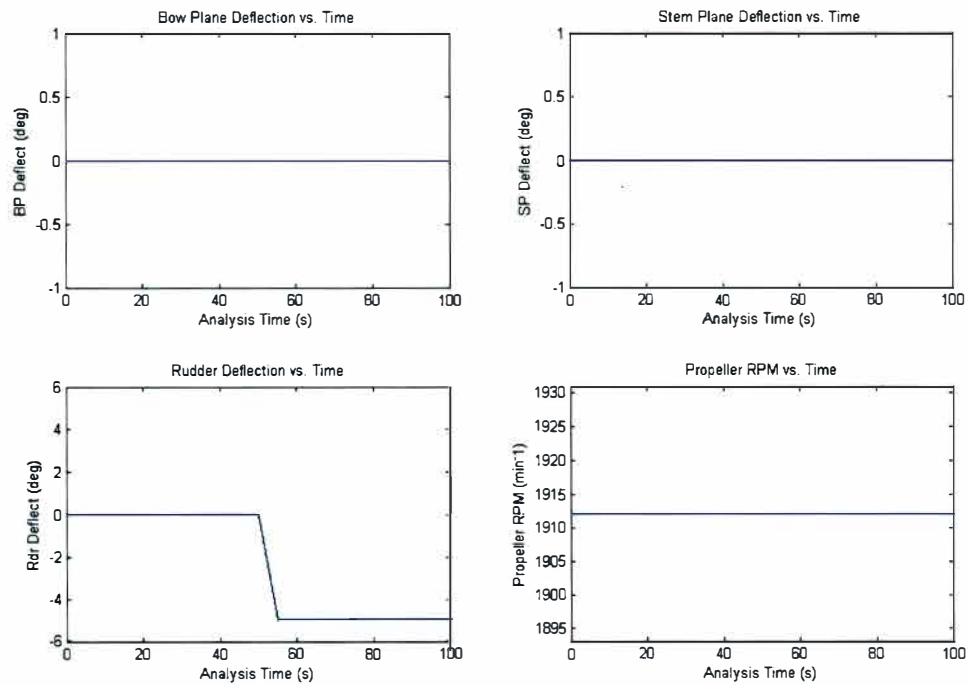 Bow Plane Deflection vs. Time
1
0.5
0
-0.5
-1
BP Deflect (deg)
0 20 40 60 80 100
Analysis Time (s)
Stem Plane Deflection vs. Time
1
0.5
0
-0.5
-1
SP Deflect (deg)
0 20 40 60 80 100
Analysis Time (s)
Rudder Deflection vs. Time
6
4
2
0
-2
-4
-6
Rdr Deflect (deg)
0 20 40 60 80 100
Analysis Time (s)
Propeller RPM vs. Time
1930
1925
1920
1915
1910
1905
1900
1895
Propeller RPM (min⁻¹)
0 20 40 60 80 100
Analysis Time (s)